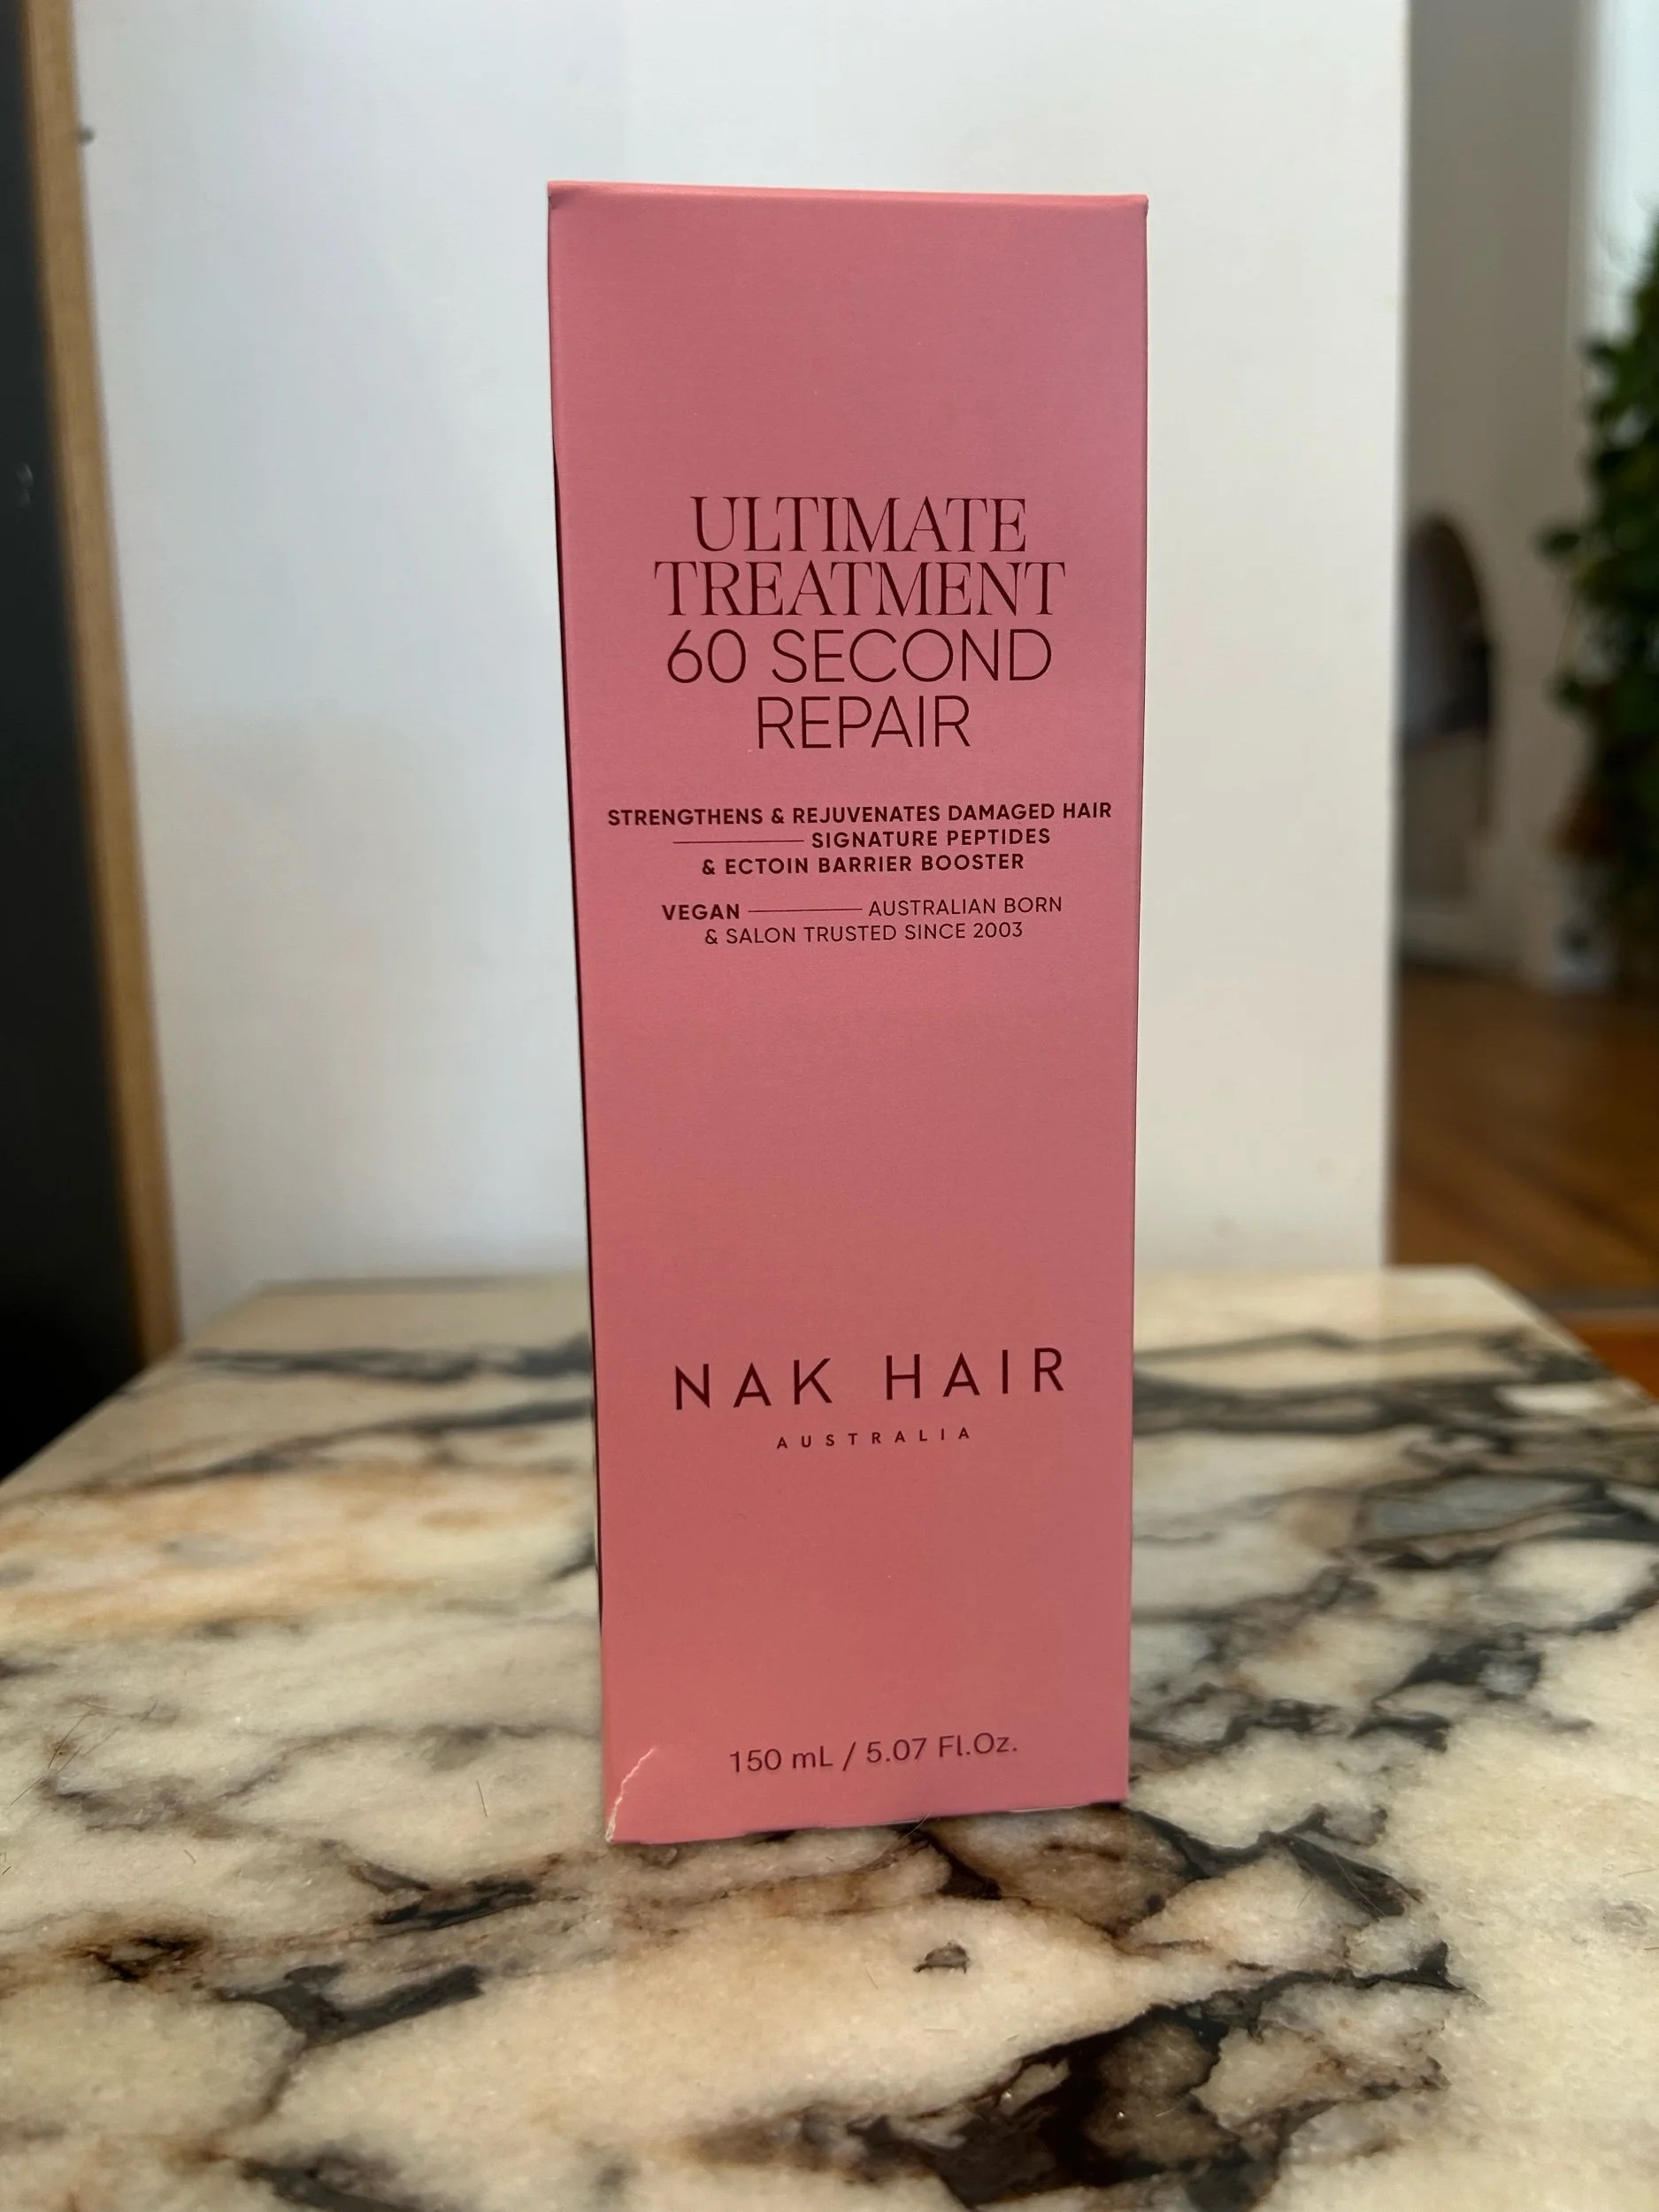 ULTIMATE
TREATMENT
60 SECOND
REPAIR
STRENGTHENS & REJUVENATES DAMAGED HAIR
SIGNATURE PEPTIDES
& ECTOIN BARRIER BOOSTER
VEGAN AUSTRALIAN BORN
& SALON TRUSTED SINCE 2003
NAK HAIR
AUSTRALIA
150 mL / 5.07 Fl.Oz.